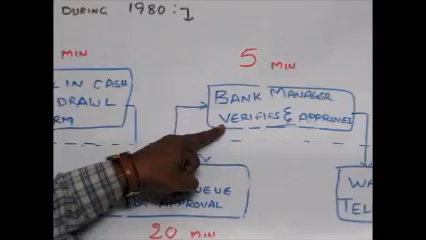 DURING 1980:
MIN
5 MIN
L IN CASH
DRAWL
RM
BANK MANAGER
VERIFIES & APPROVES
EUE
FOR APPROVAL
WA
TEL
20 MIN